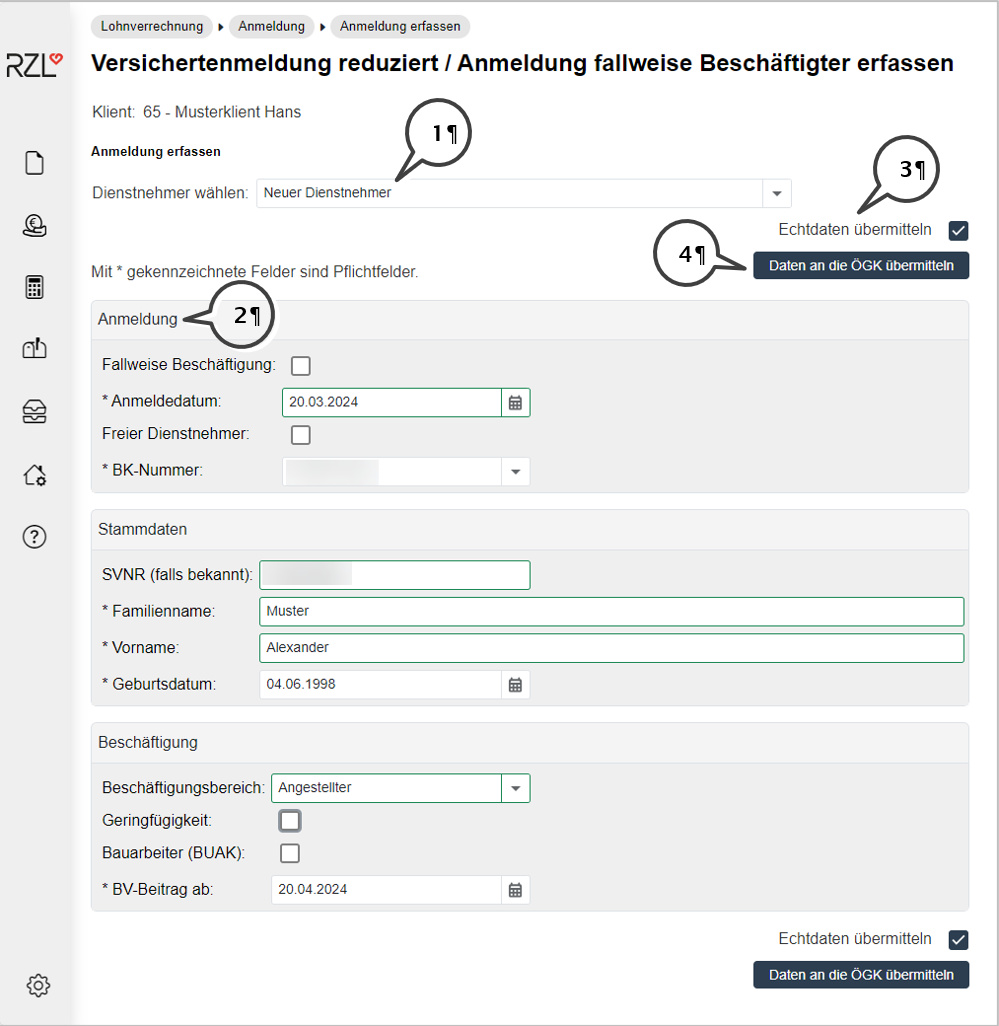 Lohnverrechnung Anmeldung Anmeldung erfassen
RZL
Versichertenmeldung reduziert / Anmeldung fallweise Beschäftigter erfassen
Klient: 65 - Musterklient Hans
1¶
Anmeldung erfassen
3¶
Dienstnehmer wählen: Neuer Dienstnehmer
Echtdaten übermitteln
4¶
Daten an die ÖGK übermitteln
Mit * gekennzeichnete Felder sind Pflichtfelder.
Anmeldung
2¶
Fallweise Beschäftigung:
* Anmeldedatum: 20.03.2024
Freier Dienstnehmer:
* BK-Nummer:
Stammdaten
SVNR (falls bekannt):
* Familienname: Muster
* Vorname: Alexander
* Geburtsdatum: 04.06.1998
Beschäftigung
Beschäftigungsbereich: Angestellter
Geringfügigkeit:
Bauarbeiter (BUAK):
* BV-Beitrag ab: 20.04.2024
Echtdaten übermitteln
Daten an die ÖGK übermitteln